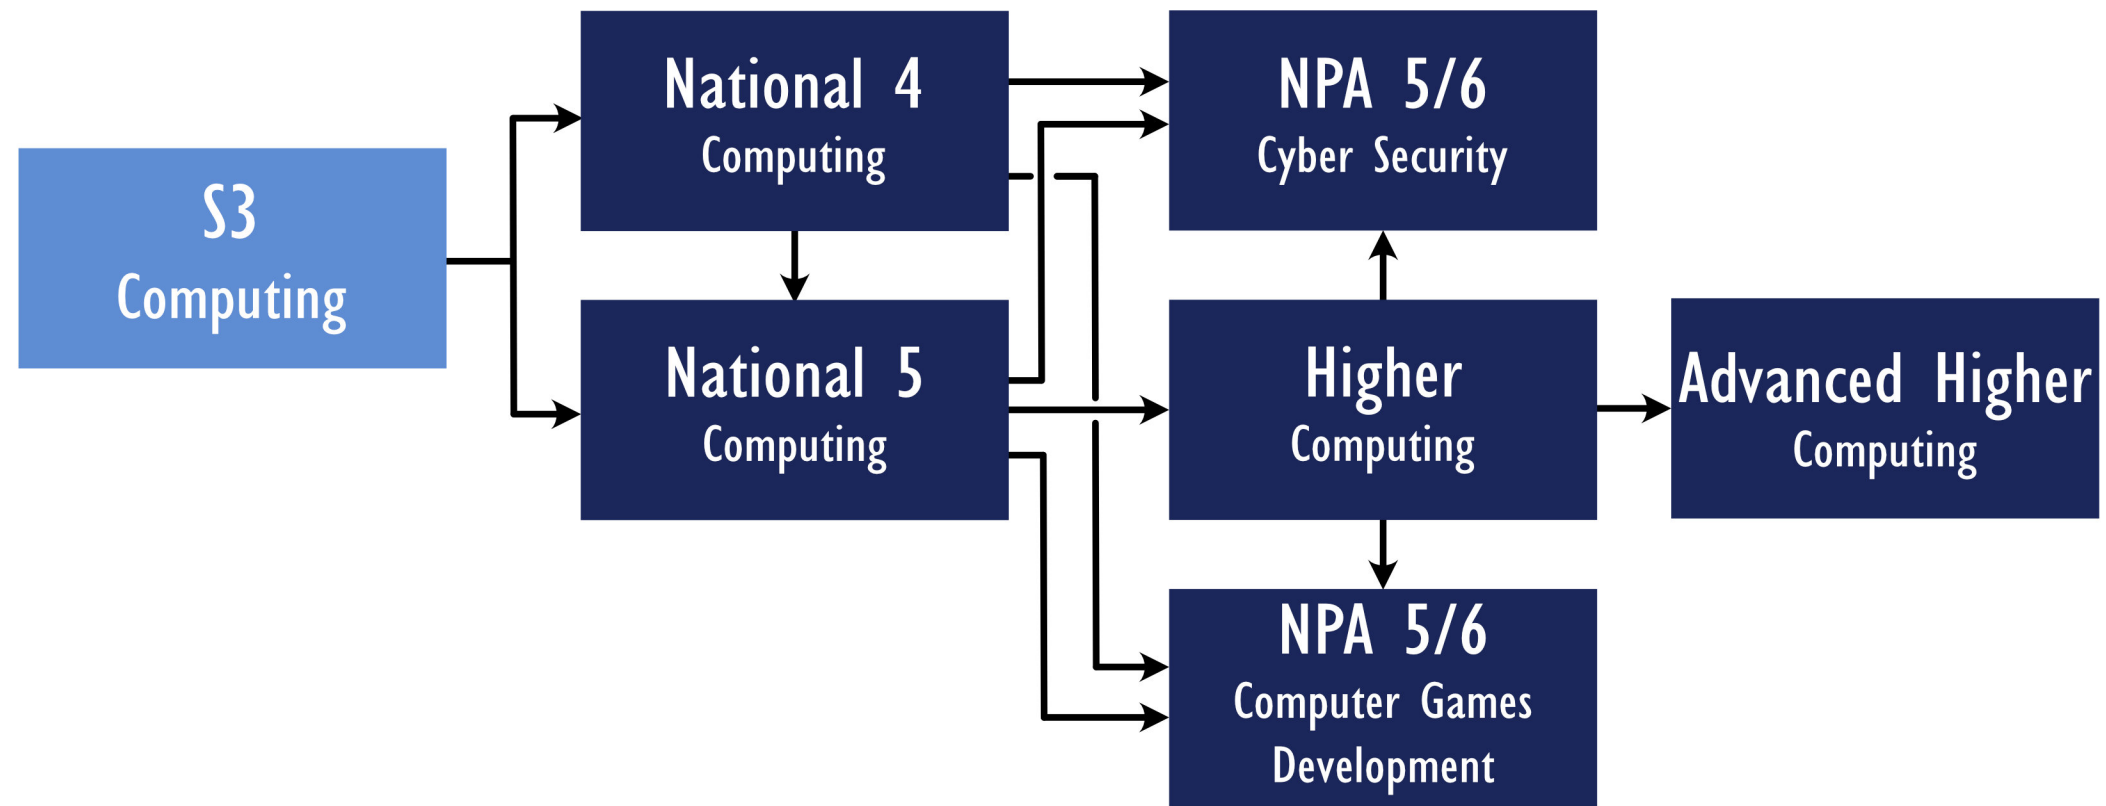 S3
Computing
National 4
Computing
National 5
Computing
NPA 5/6
Cyber Security
Higher
Computing
NPA 5/6
Computer Games
Development
Advanced Higher
Computing